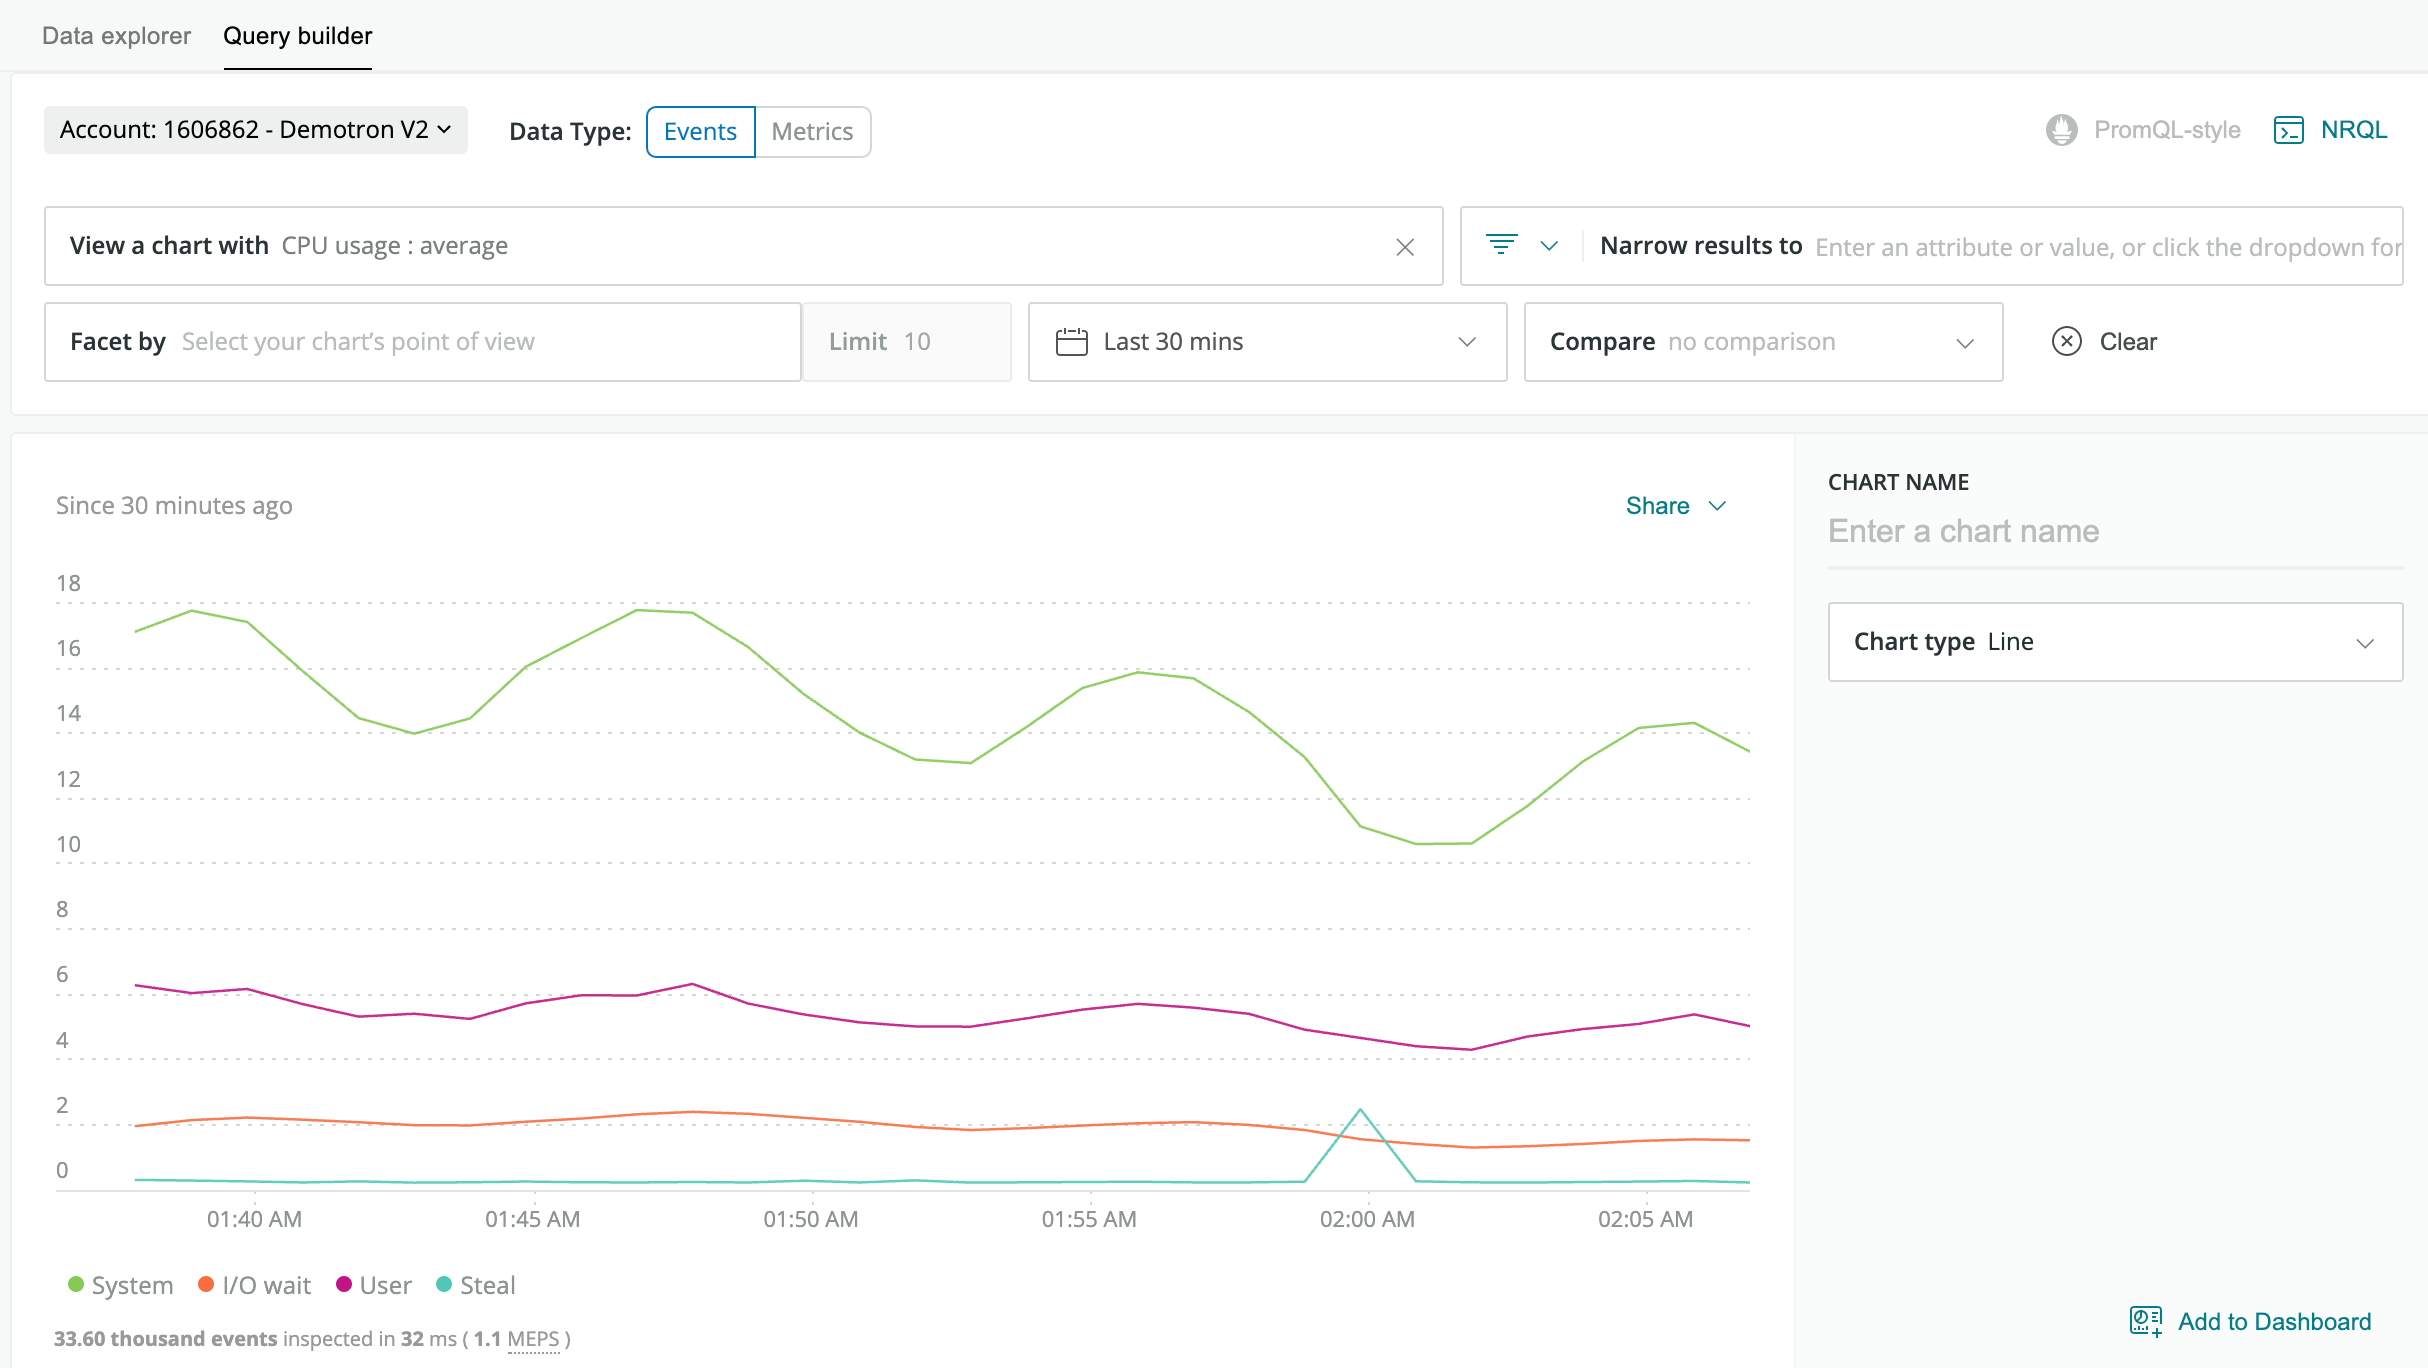 Data explorer Query builder
Account: 1606862 - Demotron V2 Data Type: Events Metrics PromQL-style NRQL
View a chart with CPU usage : average Narrow results to Enter an attribute or value, or click the dropdown for
Facet by Select your chart's point of view Limit 10 Last 30 mins Compare no comparison Clear
CHART NAME
Since 30 minutes ago Share
Enter a chart name
18
Chart type Line
16
14
12
10
8
6
4
2
0
01:40 AM 01:45 AM 01:50 AM 01:55 AM 02:00 AM 02:05 AM
System I/O wait User Steal
Add to Dashboard
33.60 thousand events inspected in 32 ms ( 1.1 MEPS )